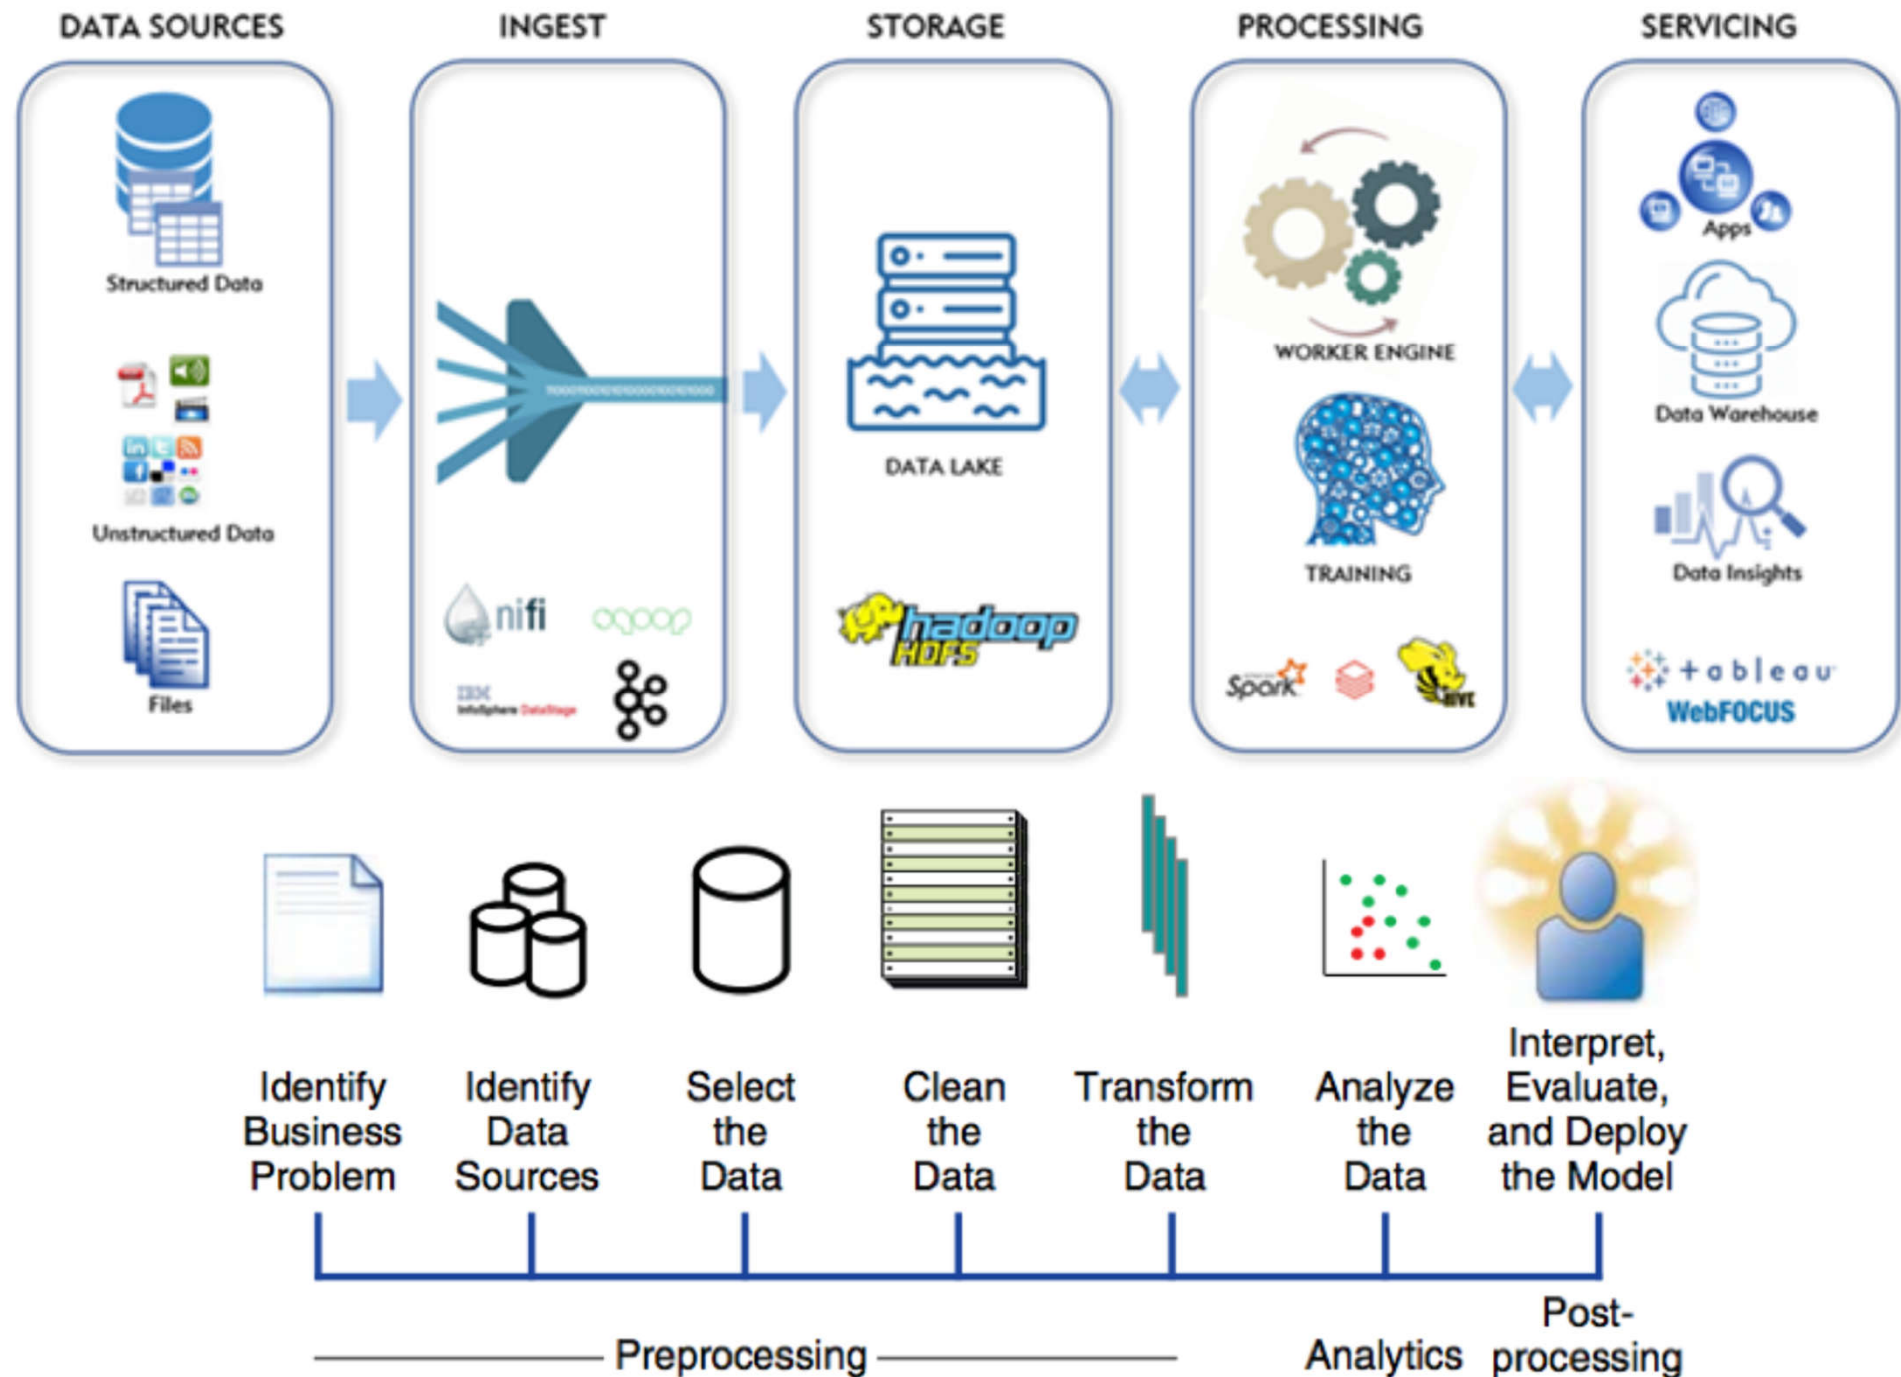 DATA SOURCES
INGEST
STORAGE
PROCESSING
SERVICING
Structured Data
Unstructured Data
Files
nifi
sqoop
IBM
InfoSphere DataStage
DATA LAKE
hadoop
HDFS
WORKER ENGINE
TRAINING
Spark
HIVE
Apps
Data Warehouse
Data Insights
+ableau
WebFOCUS
Identify
Business
Problem
Identify
Data
Sources
Select
the
Data
Clean
the
Data
Transform
the
Data
Analyze
the
Data
Interpret,
Evaluate,
and Deploy
the Model
Preprocessing
Analytics
Post-
processing